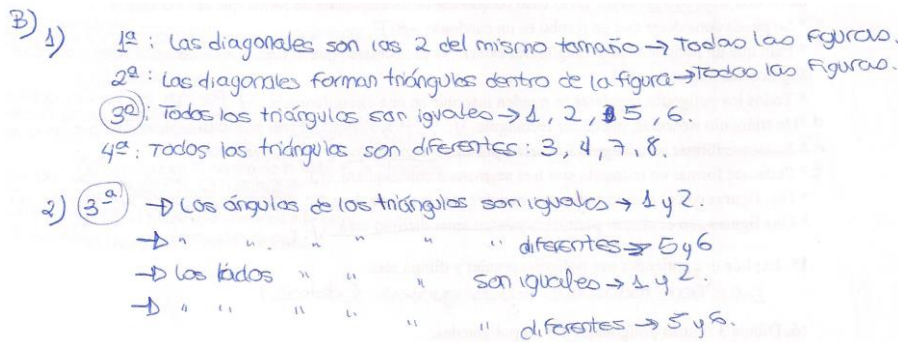 B)
1) 1ª: Las diagonales son las 2 del mismo tamaño → Todas las figuras.
2ª: Las diagonales forman triángulos dentro de la figura → Todas las figuras.
3ª: Todos los triángulos son iguales → 1, 2, 5, 6.
4ª: Todos los triángulos son diferentes: 3, 4, 7, 8.
2) 3ª → Los ángulos de los triángulos son iguales → 1 y 2.
→ " " " " " " diferentes → 5 y 6
→ Los lados " " " son iguales → 1 y 2.
→ " " " " " " diferentes → 5 y 6.